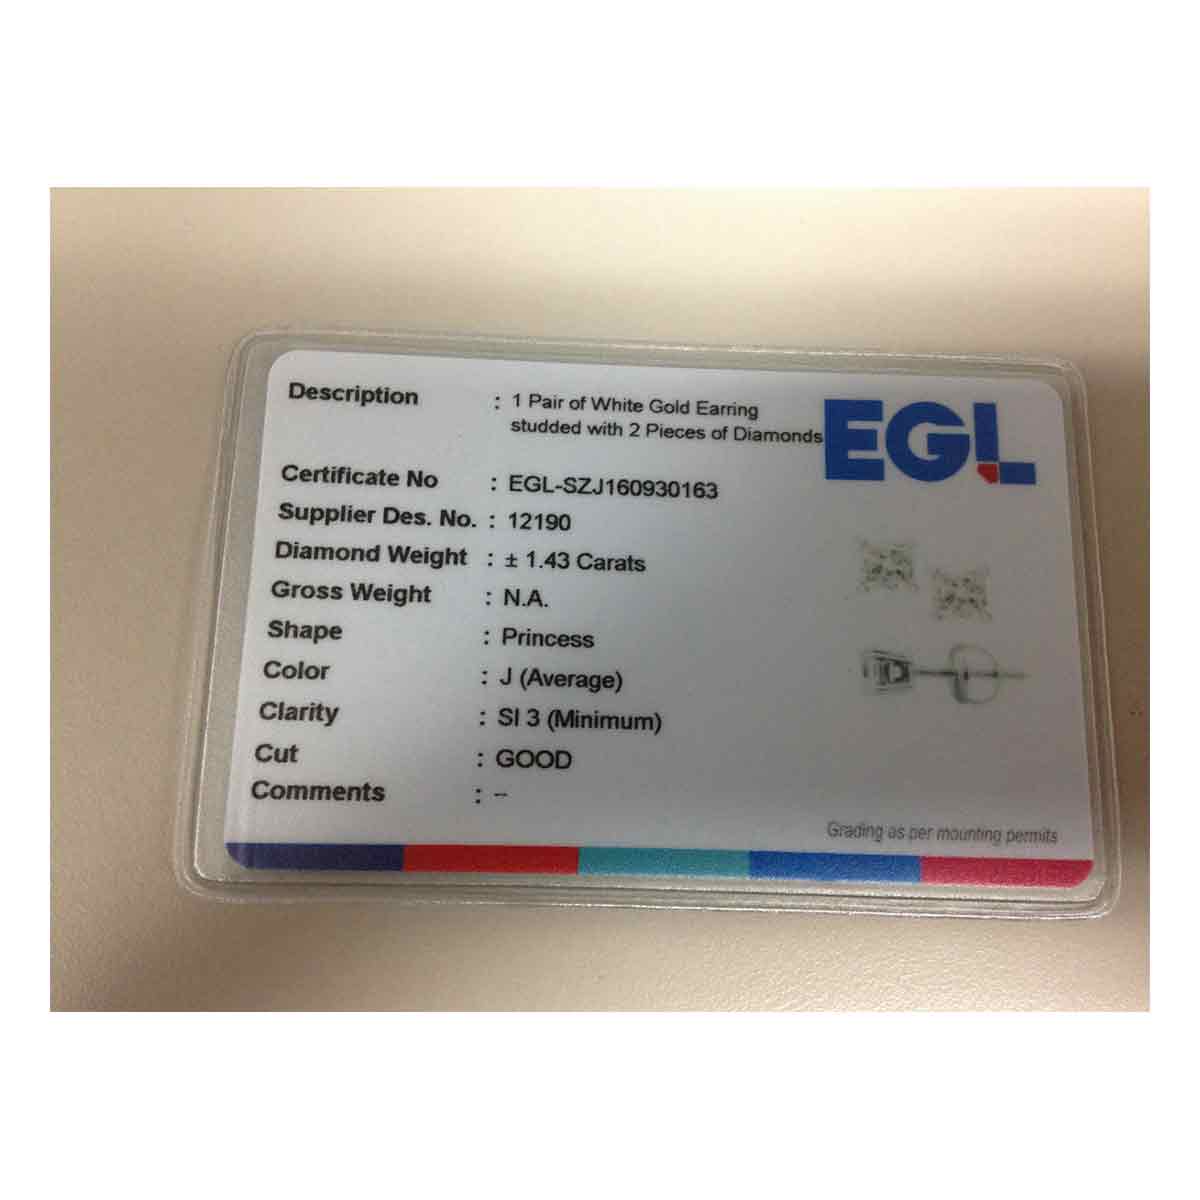 Description : 1 Pair of White Gold Earring
studded with 2 Pieces of Diamonds
EGL
Certificate No : EGL-SZJ160930163
Supplier Des. No. : 12190
Diamond Weight : ± 1.43 Carats
Gross Weight : N.A.
Shape : Princess
Color : J (Average)
Clarity : SI 3 (Minimum)
Cut : GOOD
Comments : --
Grading as per mounting permits